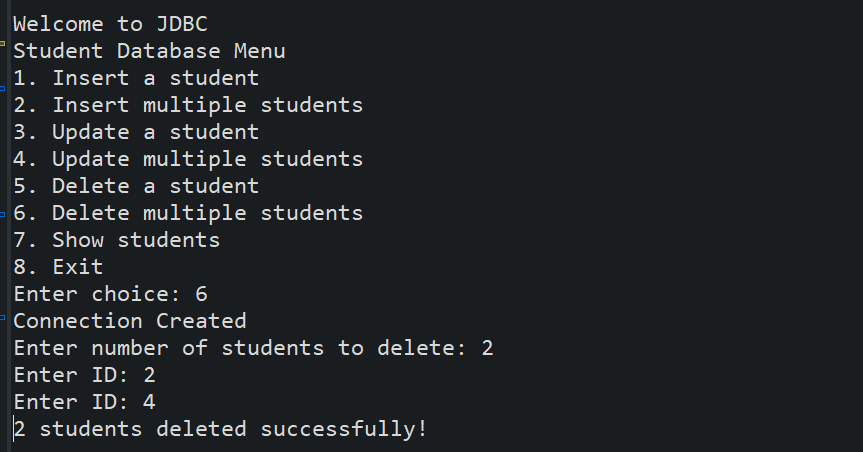 Welcome to JDBC
Student Database Menu
1. Insert a student
2. Insert multiple students
3. Update a student
4. Update multiple students
5. Delete a student
6. Delete multiple students
7. Show students
8. Exit
Enter choice: 6
Connection Created
Enter number of students to delete: 2
Enter ID: 2
Enter ID: 4
2 students deleted successfully!